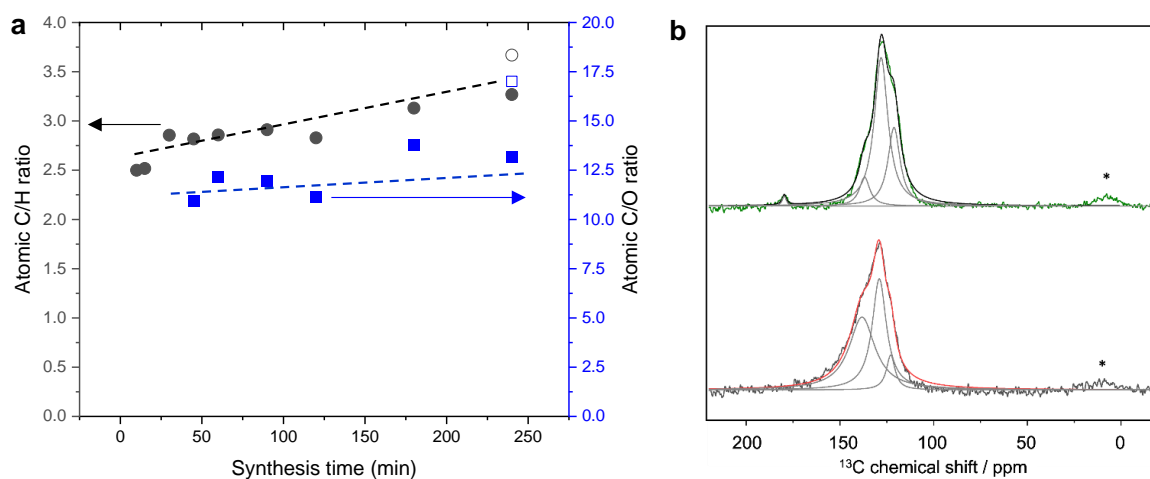 a
4.0
3.5
3.0
2.5
2.0
1.5
1.0
0.5
0.0
Atomic C/H ratio
0 50 100 150 200 250
Synthesis time (min)
20.0
17.5
15.0
12.5
10.0
7.5
5.0
2.5
0.0
Atomic C/O ratio
b
*
*
200 150 100 50 0
¹³C chemical shift / ppm